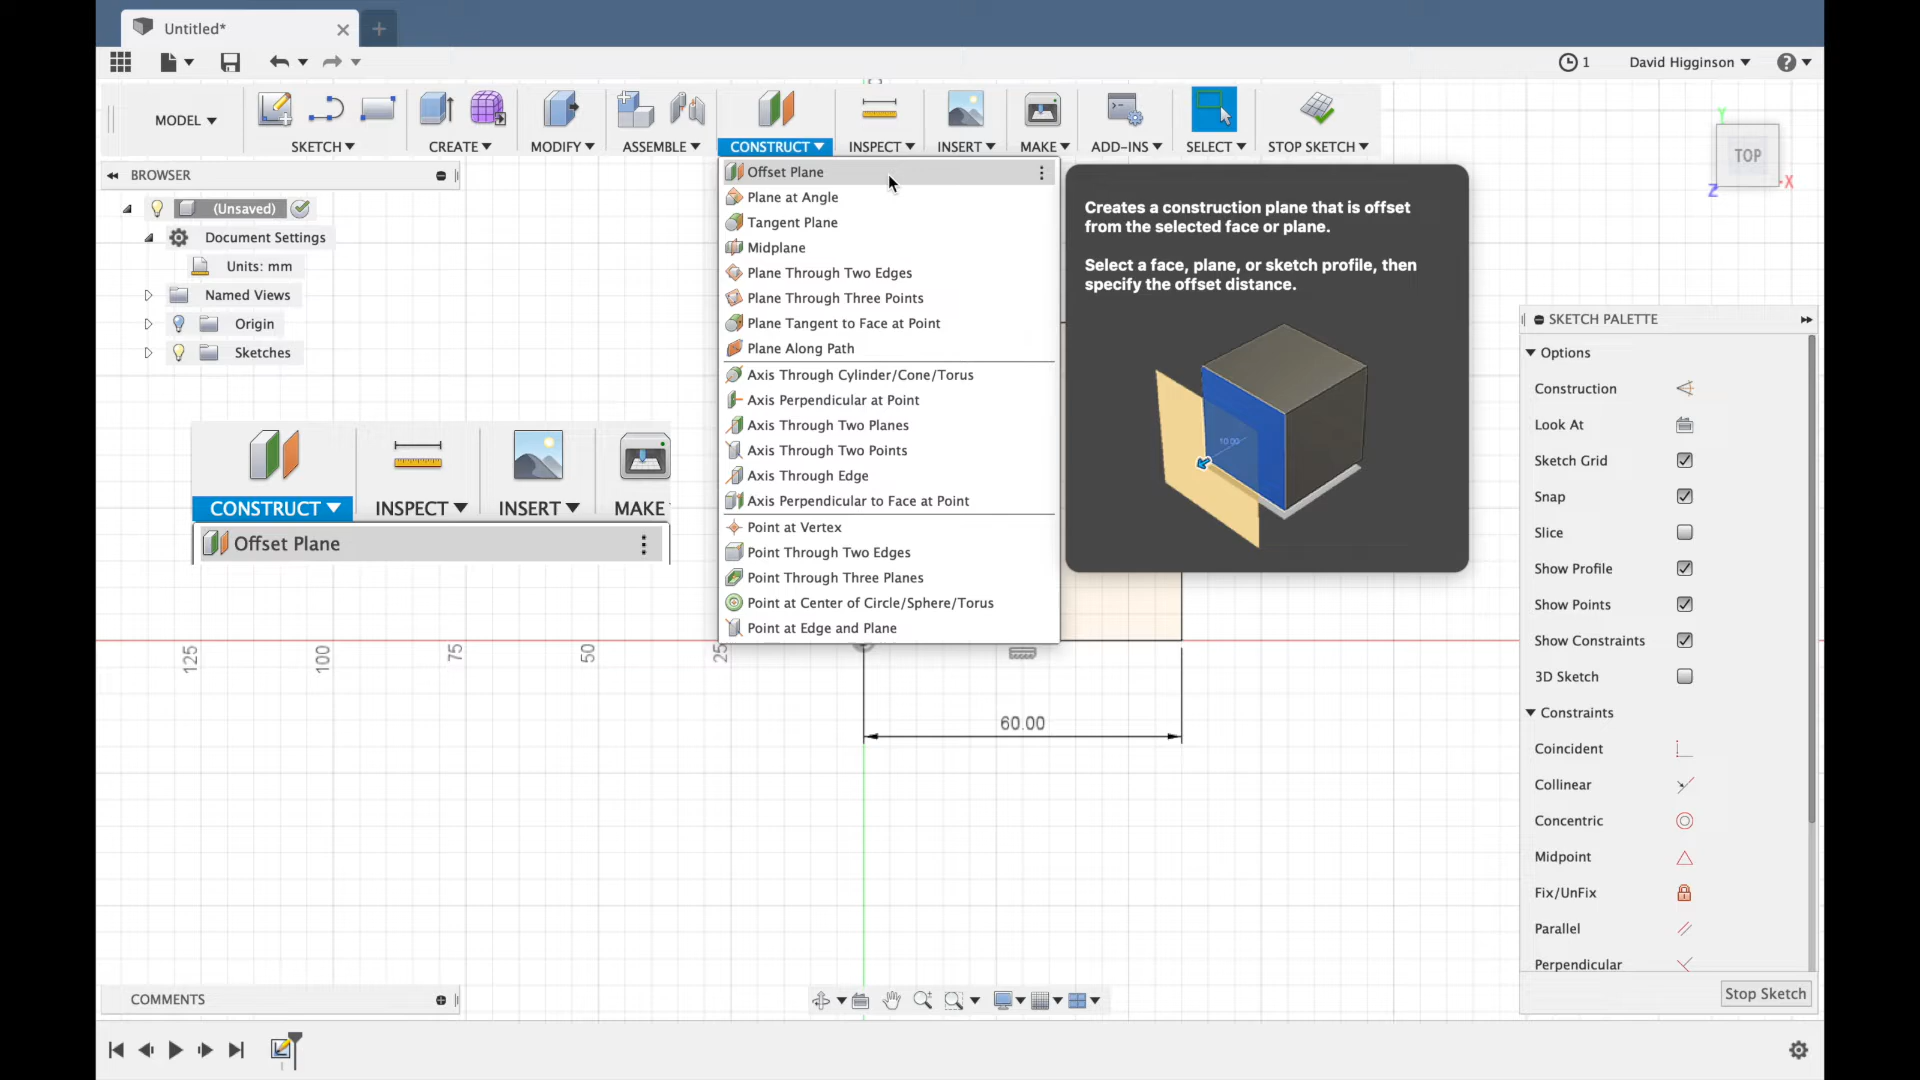 Untitled*
1
David Higginson
MODEL
SKETCH
CREATE
MODIFY
ASSEMBLE
CONSTRUCT
INSPECT
INSERT
MAKE
ADD-INS
SELECT
STOP SKETCH
BROWSER
(Unsaved)
Document Settings
Units: mm
Named Views
Origin
Sketches
CONSTRUCT
INSPECT
INSERT
MAKE
Offset Plane
Offset Plane
Plane at Angle
Tangent Plane
Midplane
Plane Through Two Edges
Plane Through Three Points
Plane Tangent to Face at Point
Plane Along Path
Axis Through Cylinder/Cone/Torus
Axis Perpendicular at Point
Axis Through Two Planes
Axis Through Two Points
Axis Through Edge
Axis Perpendicular to Face at Point
Point at Vertex
Point Through Two Edges
Point Through Three Planes
Point at Center of Circle/Sphere/Torus
Point at Edge and Plane
Creates a construction plane that is offset
from the selected face or plane.
Select a face, plane, or sketch profile, then
specify the offset distance.
10.00
Y
TOP
Z
X
125
100
75
50
25
60.00
SKETCH PALETTE
Options
Construction
Look At
Sketch Grid
Snap
Slice
Show Profile
Show Points
Show Constraints
3D Sketch
Constraints
Coincident
Collinear
Concentric
Midpoint
Fix/UnFix
Parallel
Perpendicular
Stop Sketch
COMMENTS